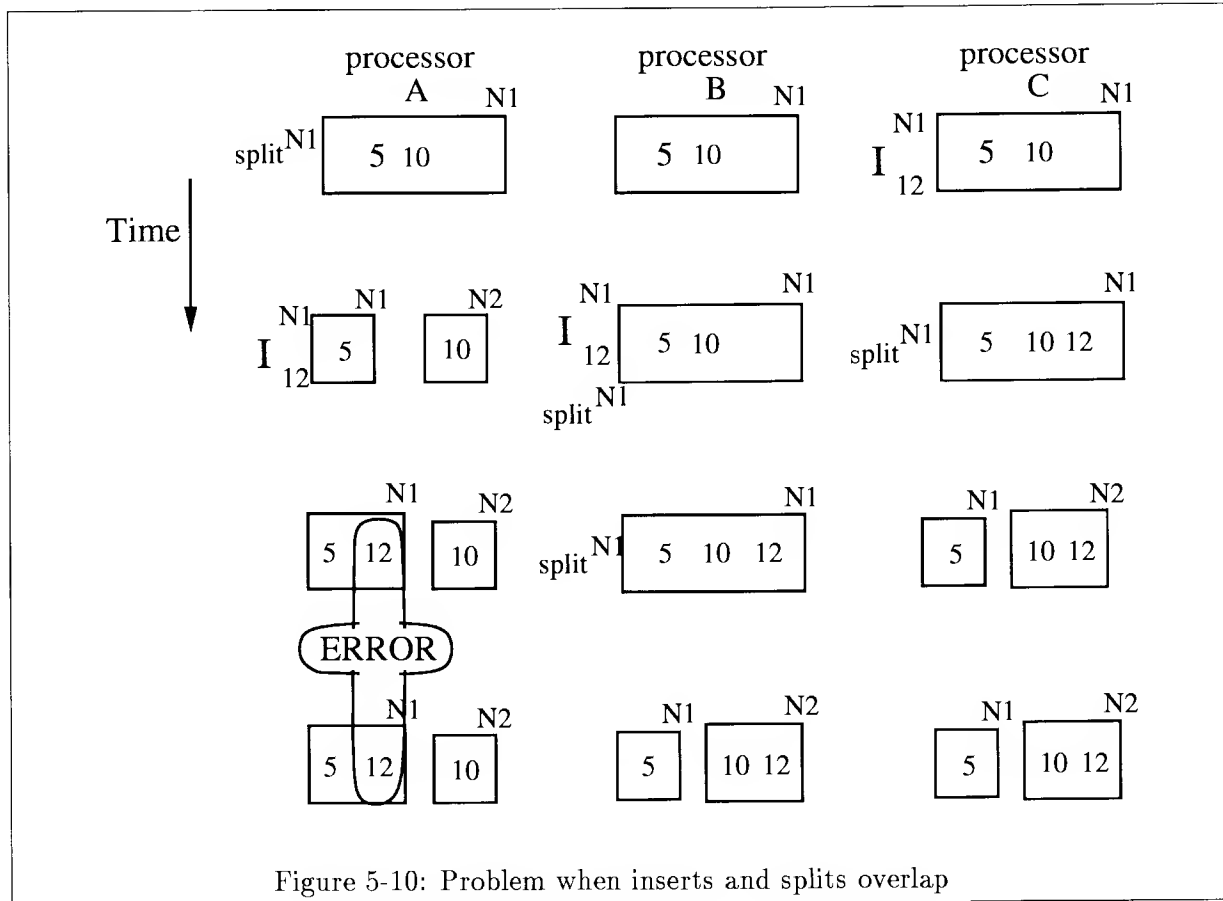 processor processor processor
A B C
N1 N1 N1
split N1 5 10 5 10 I N1 12 5 10
Time
I N1 12 N1 5 N2 10 I N1 12 split N1 N1 5 10 split N1 N1 5 10 12
N1 5 12 N2 10 split N1 N1 5 10 12 N1 5 N2 10 12
ERROR
N1 5 12 N2 10 N1 5 N2 10 12 N1 5 N2 10 12
Figure 5-10: Problem when inserts and splits overlap